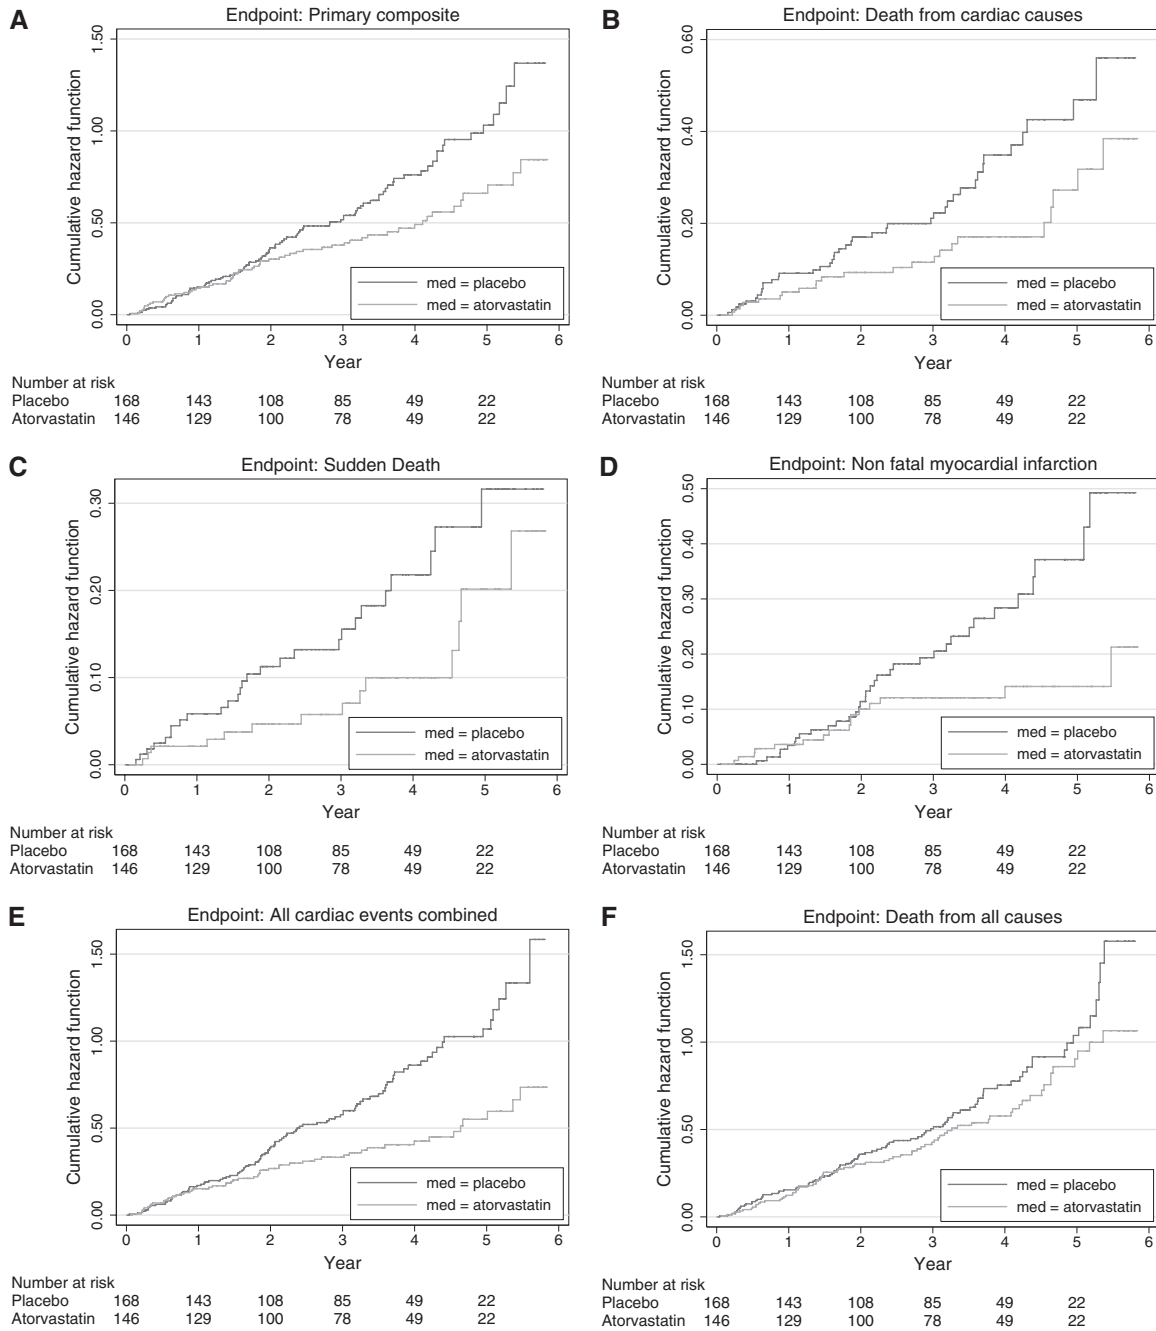 A
Endpoint: Primary composite
Cumulative hazard function
1.50
1.00
0.50
0.00
med = placebo
med = atorvastatin
0 1 2 3 4 5 6
Year
Number at risk
Placebo 168 143 108 85 49 22
Atorvastatin 146 129 100 78 49 22
B
Endpoint: Death from cardiac causes
Cumulative hazard function
0.60
0.40
0.20
0.00
med = placebo
med = atorvastatin
0 1 2 3 4 5 6
Year
Number at risk
Placebo 168 143 108 85 49 22
Atorvastatin 146 129 100 78 49 22
C
Endpoint: Sudden Death
Cumulative hazard function
0.30
0.20
0.10
0.00
med = placebo
med = atorvastatin
0 1 2 3 4 5 6
Year
Number at risk
Placebo 168 143 108 85 49 22
Atorvastatin 146 129 100 78 49 22
D
Endpoint: Non fatal myocardial infarction
Cumulative hazard function
0.50
0.40
0.30
0.20
0.10
0.00
med = placebo
med = atorvastatin
0 1 2 3 4 5 6
Year
Number at risk
Placebo 168 143 108 85 49 22
Atorvastatin 146 129 100 78 49 22
E
Endpoint: All cardiac events combined
Cumulative hazard function
1.50
1.00
0.50
0.00
med = placebo
med = atorvastatin
0 1 2 3 4 5 6
Year
Number at risk
Placebo 168 143 108 85 49 22
Atorvastatin 146 129 100 78 49 22
F
Endpoint: Death from all causes
Cumulative hazard function
1.50
1.00
0.50
0.00
med = placebo
med = atorvastatin
0 1 2 3 4 5 6
Year
Number at risk
Placebo 168 143 108 85 49 22
Atorvastatin 146 129 100 78 49 22